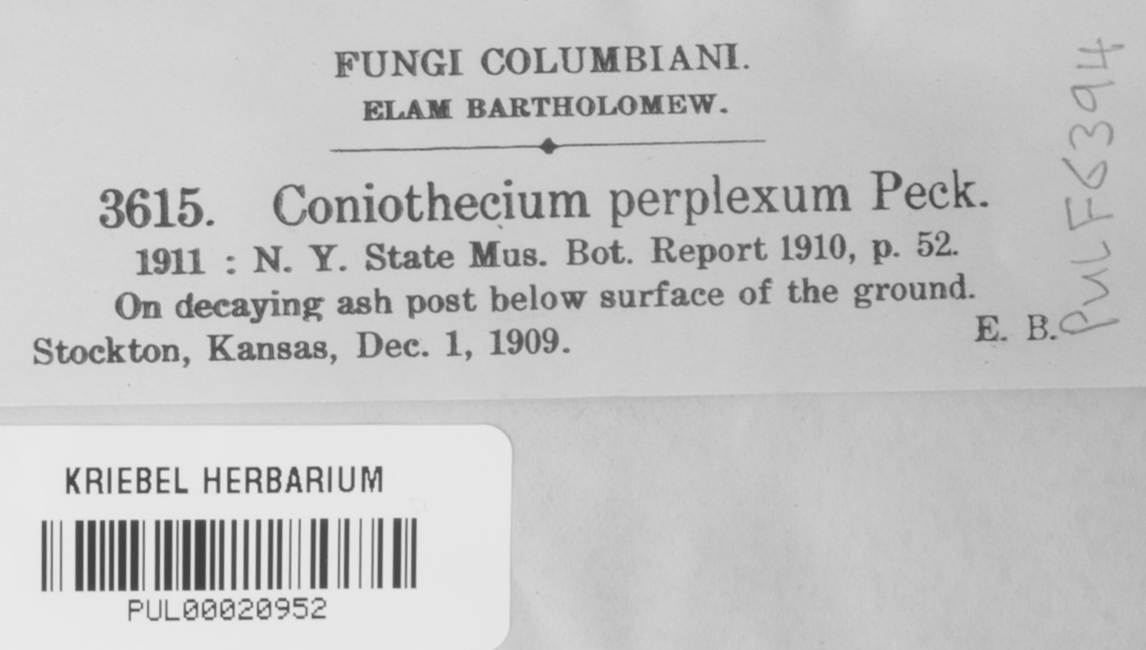 FUNGI COLUMBIANI.
ELAM BARTHOLOMEW.
3615. Coniothecium perplexum Peck.
1911 : N. Y. State Mus. Bot. Report 1910, p. 52.
On decaying ash post below surface of the ground.
Stockton, Kansas, Dec. 1, 1909. E. B.
PULF6394
KRIEBEL HERBARIUM
PUL00020952